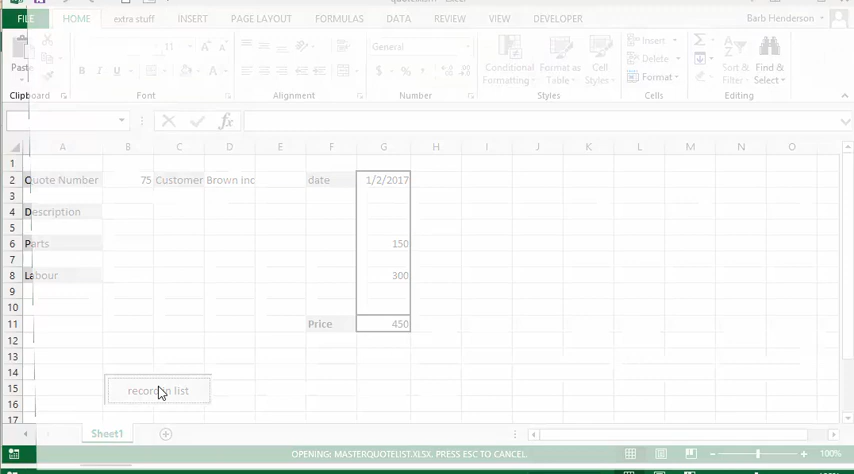 Barb Henderson
FILE HOME extra stuff INSERT PAGE LAYOUT FORMULAS DATA REVIEW VIEW DEVELOPER
Paste
B I U
11
General
$ % ,
Conditional Formatting
Format as Table
Cell Styles
Insert
Delete
Format
Sort & Filter
Find & Select
Clipboard Font Alignment Number Styles Cells Editing
fx
A B C D E F G H I J K L M N O
1
2 Quote Number 75 Customer Brown inc date 1/2/2017
3
4 Description
5
6 Parts 150
7
8 Labour 300
9
10
11 Price 450
12
13
14
15 record in list
16
17
Sheet1
OPENING: MASTERQUOTELIST.XLSX. PRESS ESC TO CANCEL.
100%